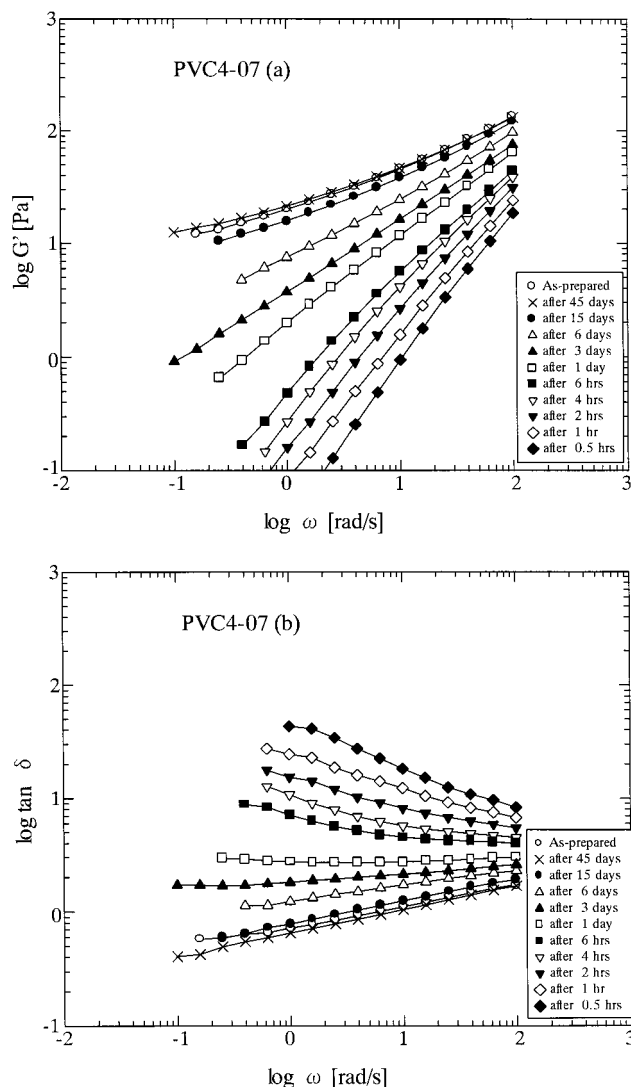 3
PVC4-07 (a)
2
1
log G' [Pa]
0
-1
-2
-1
0
1
2
3
log ω [rad/s]
As-prepared
after 45 days
after 15 days
after 6 days
after 3 days
after 1 day
after 6 hrs
after 4 hrs
after 2 hrs
after 1 hr
after 0.5 hrs
3
PVC4-07 (b)
2
1
log tan δ
0
-1
-2
-1
0
1
2
3
log ω [rad/s]
As-prepared
after 45 days
after 15 days
after 6 days
after 3 days
after 1 day
after 6 hrs
after 4 hrs
after 2 hrs
after 1 hr
after 0.5 hrs